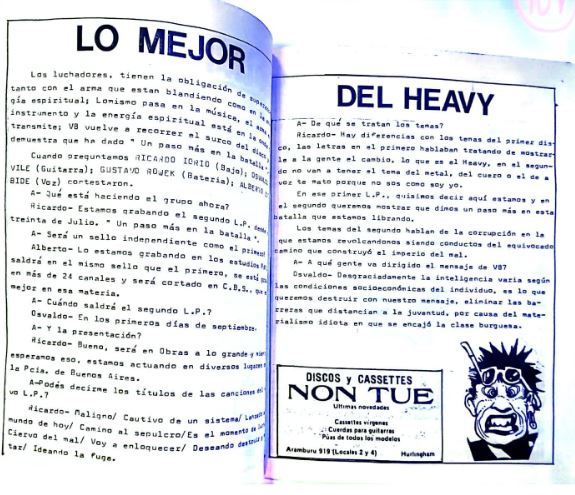 LO MEJOR
Los luchadores, tienen la obligación de
tanto con el arma que estan blandiendo como en la
gía espiritual; Lomismo pasa en la música, el arma
instrumento y la energía espiritual está en la
transmite; V8 vuelve a recorrer el surco del
demuestra que ha dado " Un paso más en la batalla "
Cuando preguntamos RICARDO IORIO (Bajo);
VILE (Guitarra); GUSTAVO ROWEK (Bateria); ALBERTO
BIDE (Voz) contestaron.
A- Qué está haciendo el grupo ahora?
Ricardo- Estamos grabando el segundo L.P. desde
treinta de Julio, " Un paso más en la batalla ".
A- Será un sello independiente como el primero?
Alberto- Lo estamos grabando en los estudios
saldrá en el mismo sello que el primero, se está
en más de 24 canales y será cortado en C.B.S., que
mejor en esa materia.
A- Cuándo saldrá el segundo L.P.?
Osvaldo- En los primeros días de septiembre.
A- Y la presentación?
Ricardo- Bueno, será en Obras a lo grande y
esperamos eso, estamos actuando en diversos lugares
la Pcia. de Buenos Aires.
A-Podés decirme los títulos de las canciones del
vo L.P.?
Ricardo- Maligno/ Cautivo de un sistema/
mundo de hoy/ Camino al sepulcro/Es el momento de
Ciervo del mal/ Voy a enloquecer/ Deseando
tar/ Ideando la fuga.
DEL HEAVY
A- De qué se tratan los temas?
Ricardo- Hay diferencias con los temas del primer dis-
co, las letras en el primero hablaban tratando de mostrar-
le a la gente el cambio, lo que es el Heavy, en el segun-
do no van a tener el tema del metal, del cuero o el de a
voz te mato porque no sos como soy yo.
En ese primer L.P., quisimos decir aquí estamos y en
el segundo queremos mostrar que dimos un paso más en esta
batalla que estamos librando.
Los temas del segundo hablan de la corrupción en la
que estamos revolcandonos siendo conductos del equivocado
camino que construyó el imperio del mal.
A- A qué gente va dirigido el mensaje de V8?
Osvaldo- Desgraciadamente la inteligencia varía según
las condiciones socioeconómicas del individuo, es lo que
queremos destruir con nuestro mensaje, eliminar las ba-
rreras que distancian a la juventud, por causa del mate-
rialismo idiota en que se encajó la clase burguesa.
DISCOS y CASSETTES
NON TUE
Ultimas novedades
Cassettes vírgenes
Cuerdas para guitarras
Púas de todos los modelos
Aramburu 919 (Locales 2 y 4) Hurlingham